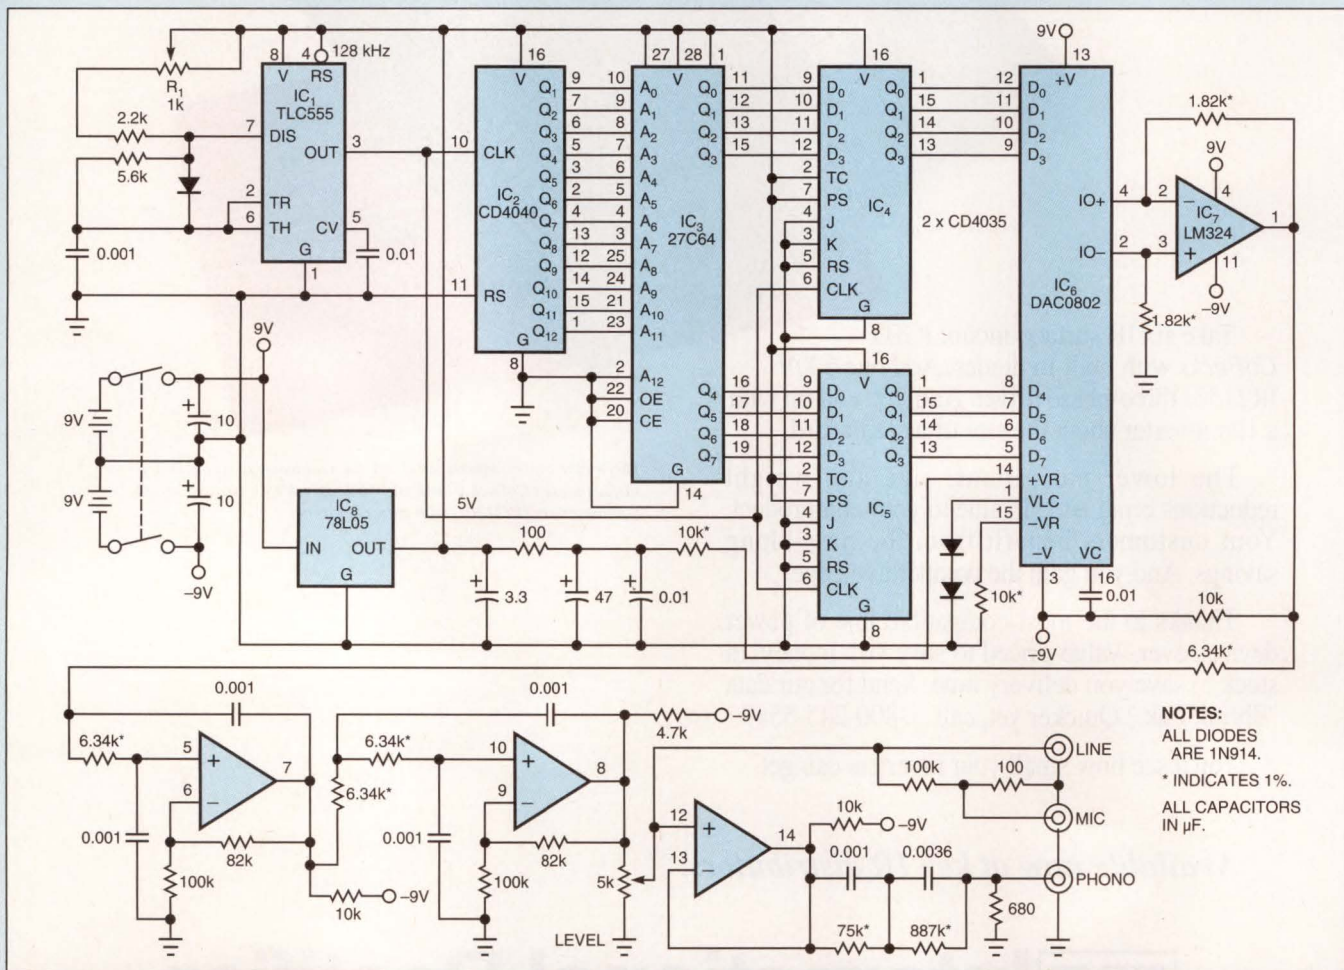 R1
1k
2.2k
5.6k
0.001
8
4
128 kHz
V
RS
IC1
TLC555
7
DIS
OUT
3
2
TR
6
TH
CV
5
G
1
0.01
16
V
10
CLK
IC2
CD4040
11
RS
G
8
Q1 9
Q2 7
Q3 6
Q4 5
Q5 3
Q6 2
Q7 4
Q8 13
Q9 12
Q10 14
Q11 15
Q12 1
27
28
1
V
10 A0
9 A1
8 A2
7 A3
6 A4
5 A5
4 A6
3 A7
25 A8
24 A9
21 A10
23 A11
2 A12
22 OE
20 CE
IC3
27C64
Q0 11
Q1 12
Q2 13
Q3 15
Q4 16
Q5 17
Q6 18
Q7 19
G
14
16
V
9 D0
10 D1
11 D2
12 D3
2 TC
7 PS
4 J
3 K
5 RS
6 CLK
G
8
IC4
Q0 1
Q1 15
Q2 14
Q3 13
2 x CD4035
16
V
9 D0
10 D1
11 D2
12 D3
2 TC
7 PS
4 J
3 K
5 RS
6 CLK
G
8
IC5
Q0 1
Q1 15
Q2 14
Q3 13
9V
13
+V
12 D0
11 D1
10 D2
9 D3
IC6
DAC0802
8 D4
7 D5
6 D6
5 D7
14 +VR
1 VLC
15 –VR
–V
3
VC
16
0.01
–9V
10k*
IO+ 4
IO– 2
1.82k*
9V
4
2
–
3
+
IC7
LM324
1
11
–9V
1.82k*
10k
6.34k*
9V
9V
9V
+
10
+
10
–9V
IC8
78L05
IN
OUT
G
5V
+
3.3
100
+
47
+
0.01
10k*
0.001
6.34k*
5
+
6
–
7
0.001
82k
100k
6.34k*
10k
–9V
0.001
6.34k*
10
+
9
–
8
0.001
82k
100k
4.7k
–9V
5k
LEVEL
12
+
13
–
14
10k
–9V
0.001
0.0036
75k*
887k*
680
100k
100
LINE
MIC
PHONO
NOTES:
ALL DIODES
ARE 1N914.
* INDICATES 1%.
ALL CAPACITORS
IN µF.